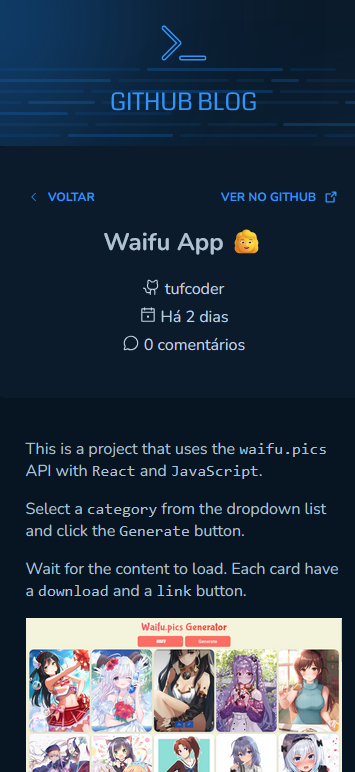 GITHUB BLOG
VOLTAR
VER NO GITHUB
Waifu App
tufcoder
Há 2 dias
0 comentários
This is a project that uses the waifu.pics
API with React and JavaScript.
Select a category from the dropdown list
and click the Generate button.
Wait for the content to load. Each card have
a download and a link button.
Waifu.pics Generator
Generate